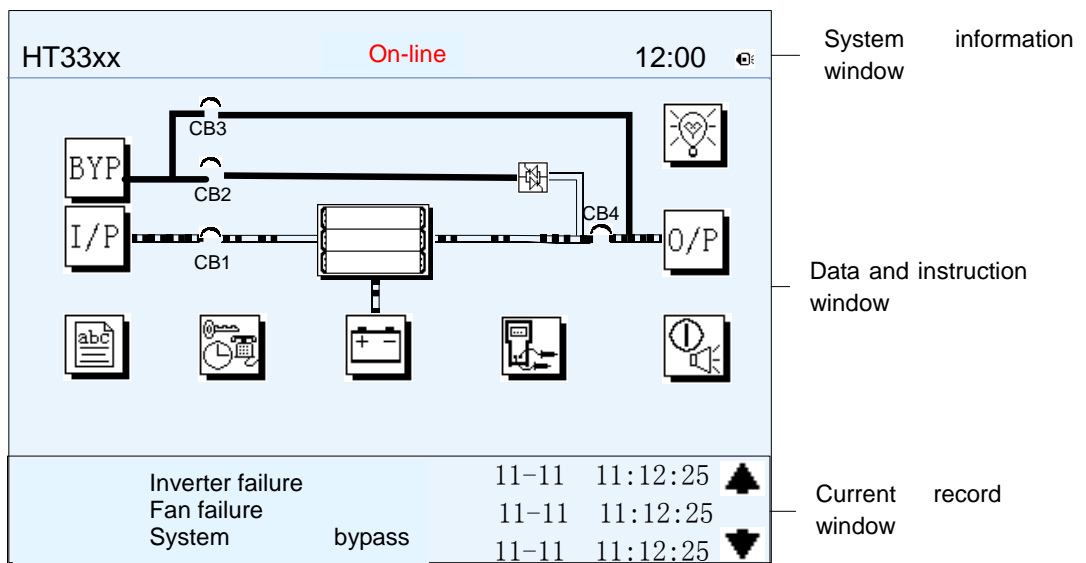 HT33xx On-line 12:00
System information
window
CB3
BYP
CB2
I/P
CB1
CB4
O/P
Data and instruction
window
abc
+ −
Inverter failure 11-11 11:12:25
Fan failure 11-11 11:12:25
System bypass 11-11 11:12:25
Current record
window